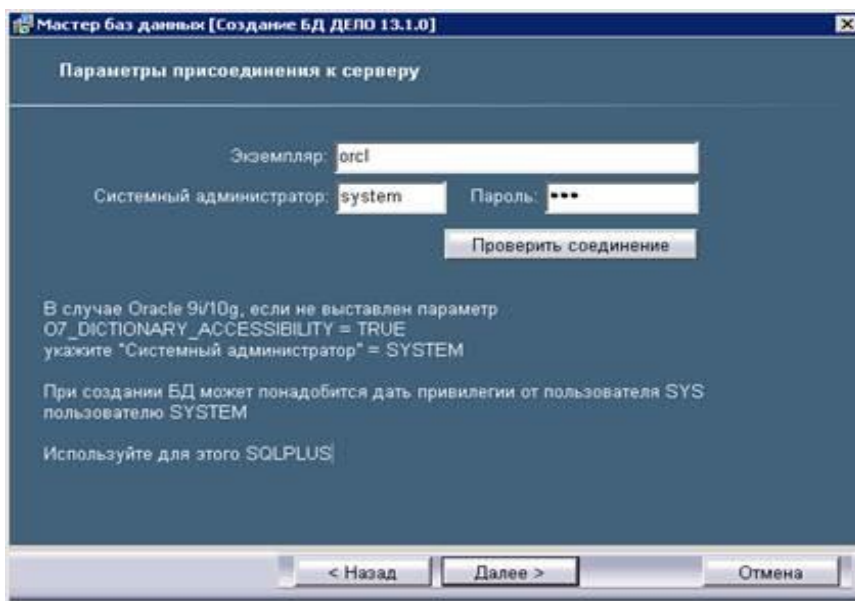 Мастер баз данных [Создание БД ДЕЛО 13.1.0]
Параметры присоединения к серверу
Экземпляр: orcl
Системный администратор: system Пароль: •••
Проверить соединение
В случае Oracle 9i/10g, если не выставлен параметр
O7_DICTIONARY_ACCESSIBILITY = TRUE
укажите "Системный администратор" = SYSTEM
При создании БД может понадобится дать привилегии от пользователя SYS
пользователю SYSTEM
Используйте для этого SQLPLUS
< Назад Далее > Отмена